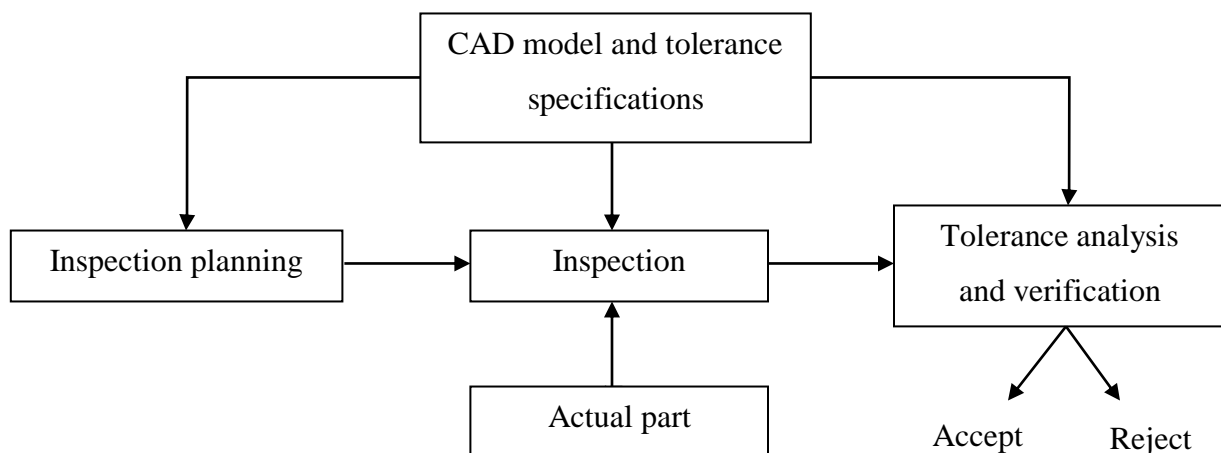 CAD model and tolerance
specifications
Inspection planning
Inspection
Tolerance analysis
and verification
Actual part
Accept
Reject